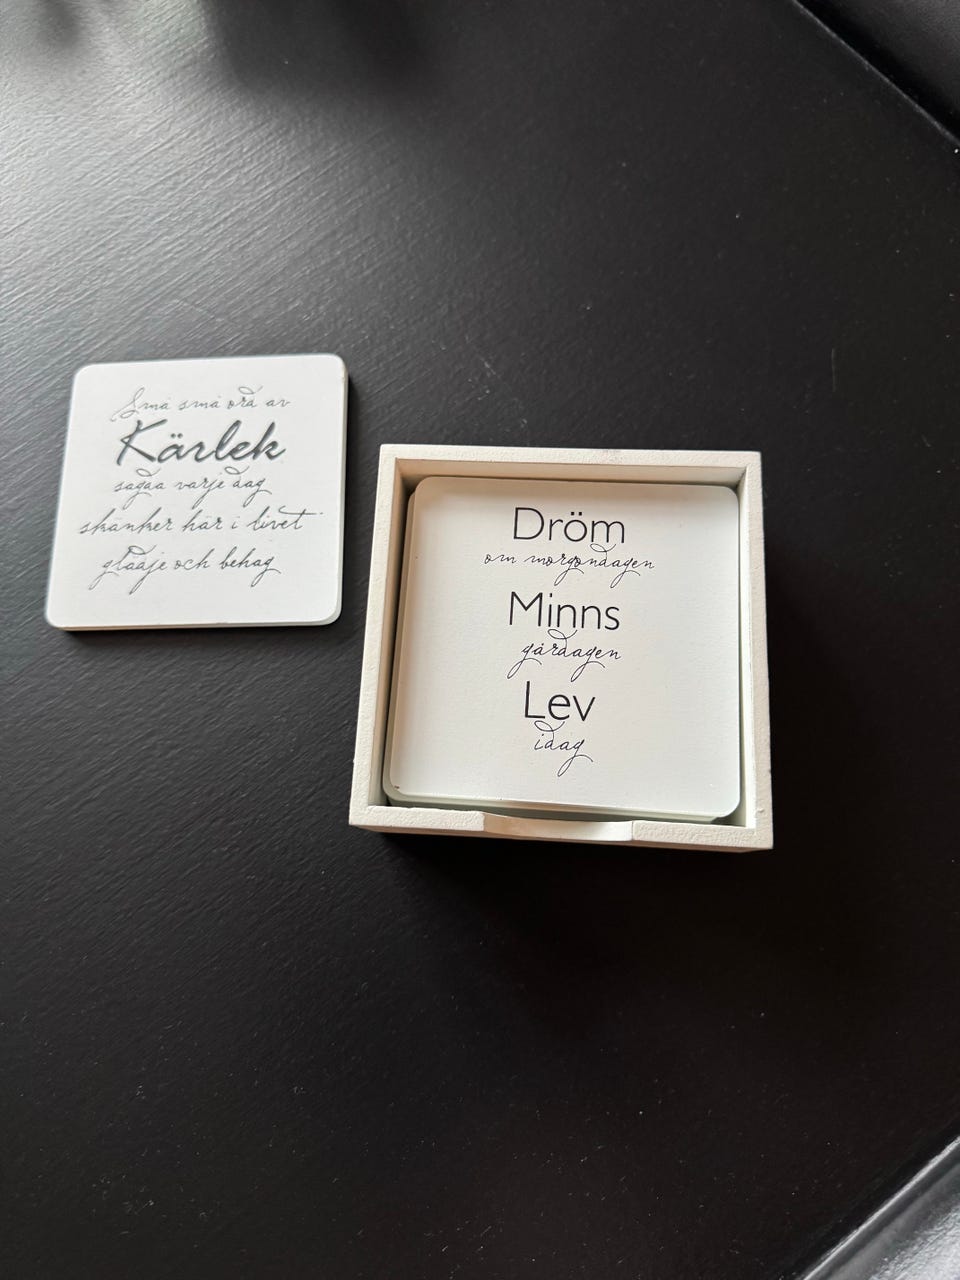 Små små ord av
Kärlek
sagda varje dag
skänker här i livet
glädje och behag
Dröm
om morgondagen
Minns
gårdagen
Lev
idag